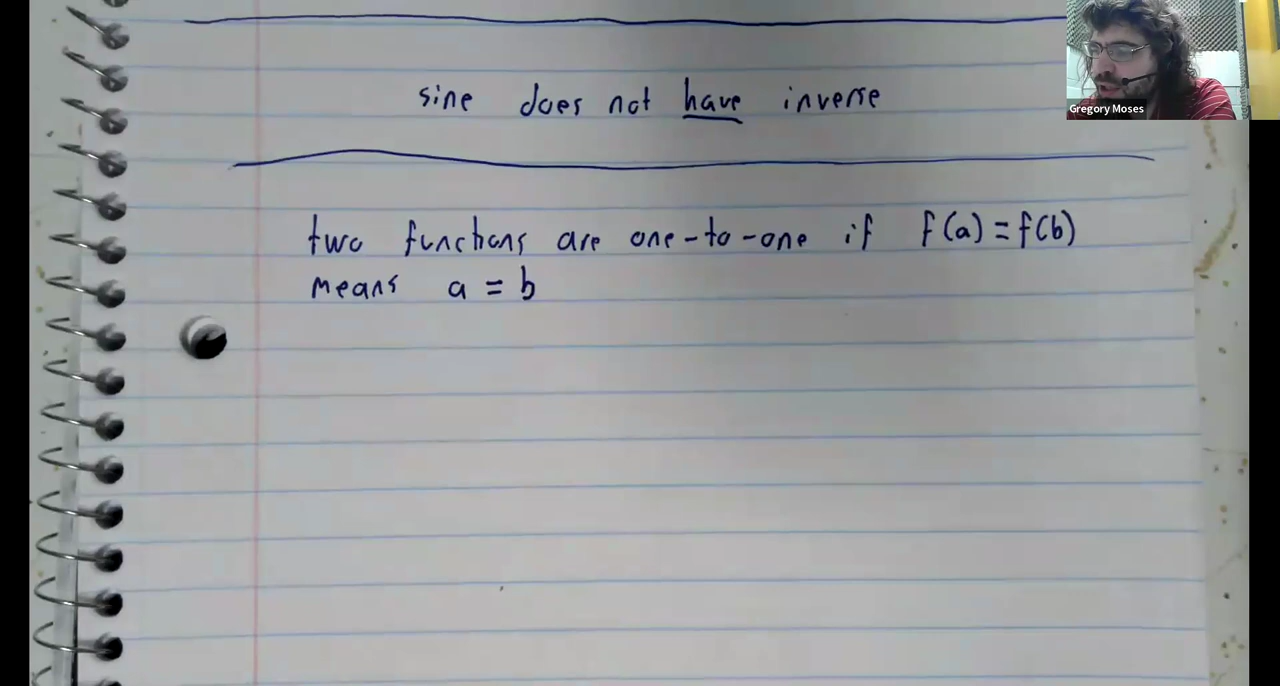 sine does not have inverse
Gregory Moses
two functions are one-to-one if f(a) = f(b)
means a = b